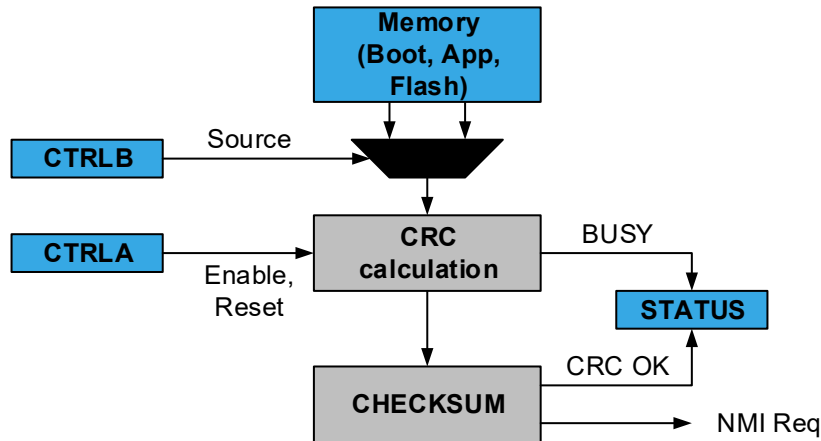 Memory
(Boot, App,
Flash)
Source
CTRLB
CTRLA
Enable,
Reset
CRC
calculation
BUSY
STATUS
CRC OK
CHECKSUM
NMI Req